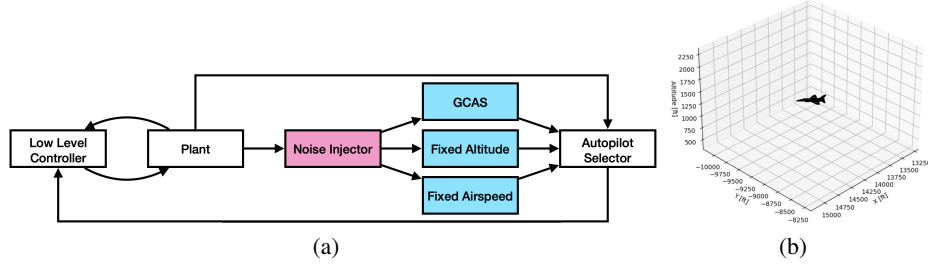 GCAS
Low Level
Controller
Plant
Noise Injector
Fixed Altitude
Autopilot
Selector
Fixed Airspeed
(a)
2250
2000
1750
1500
1250
1000
750
500
Altitude [ft]
−10000
−9750
−9500
−9250
−9000
−8750
−8500
−8250
Y [ft]
13250
13500
13750
14000
14250
14500
14750
15000
X [ft]
(b)